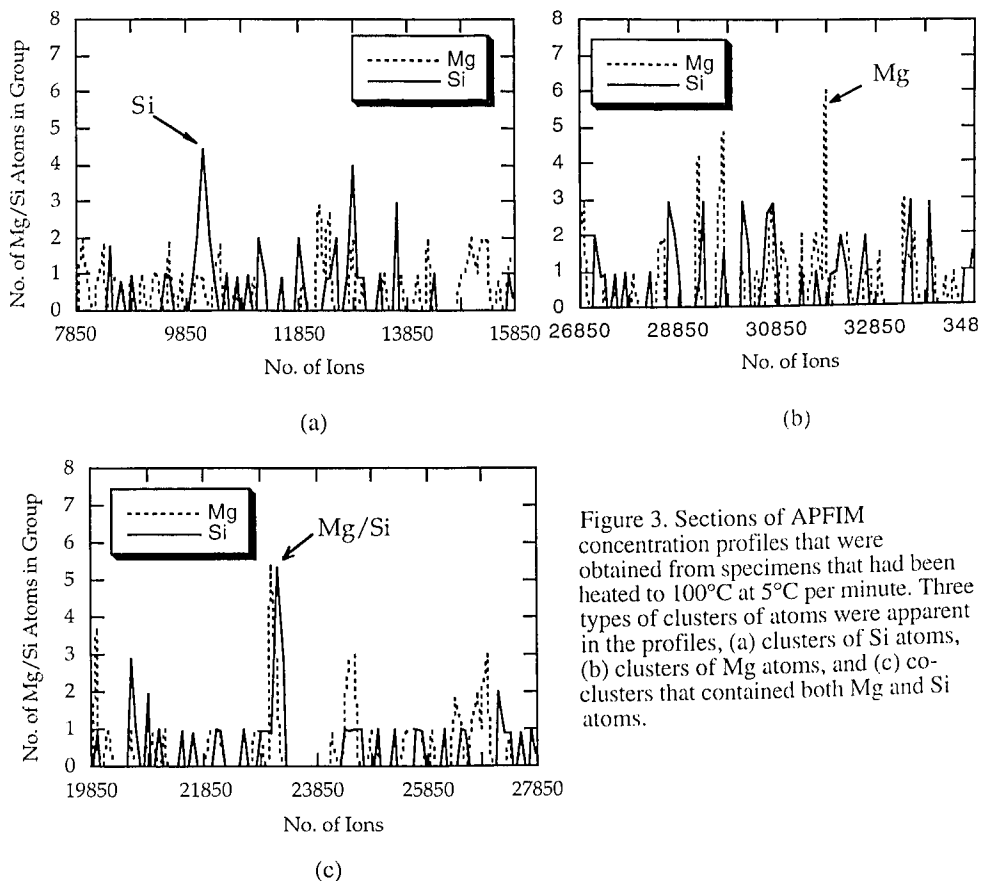 No. of Mg/Si Atoms in Group
8
7
6
5
4
3
2
1
0
Mg
Si
Si
7850 9850 11850 13850 15850
No. of Ions
(a)
8
7
6
5
4
3
2
1
0
Mg
Si
Mg
26850 28850 30850 32850 348
No. of Ions
(b)
No. of Mg/Si Atoms in Group
8
7
6
5
4
3
2
1
0
Mg
Si
Mg/Si
19850 21850 23850 25850 27850
No. of Ions
(c)
Figure 3. Sections of APFIM
concentration profiles that were
obtained from specimens that had been
heated to 100°C at 5°C per minute. Three
types of clusters of atoms were apparent
in the profiles, (a) clusters of Si atoms,
(b) clusters of Mg atoms, and (c) co-
clusters that contained both Mg and Si
atoms.